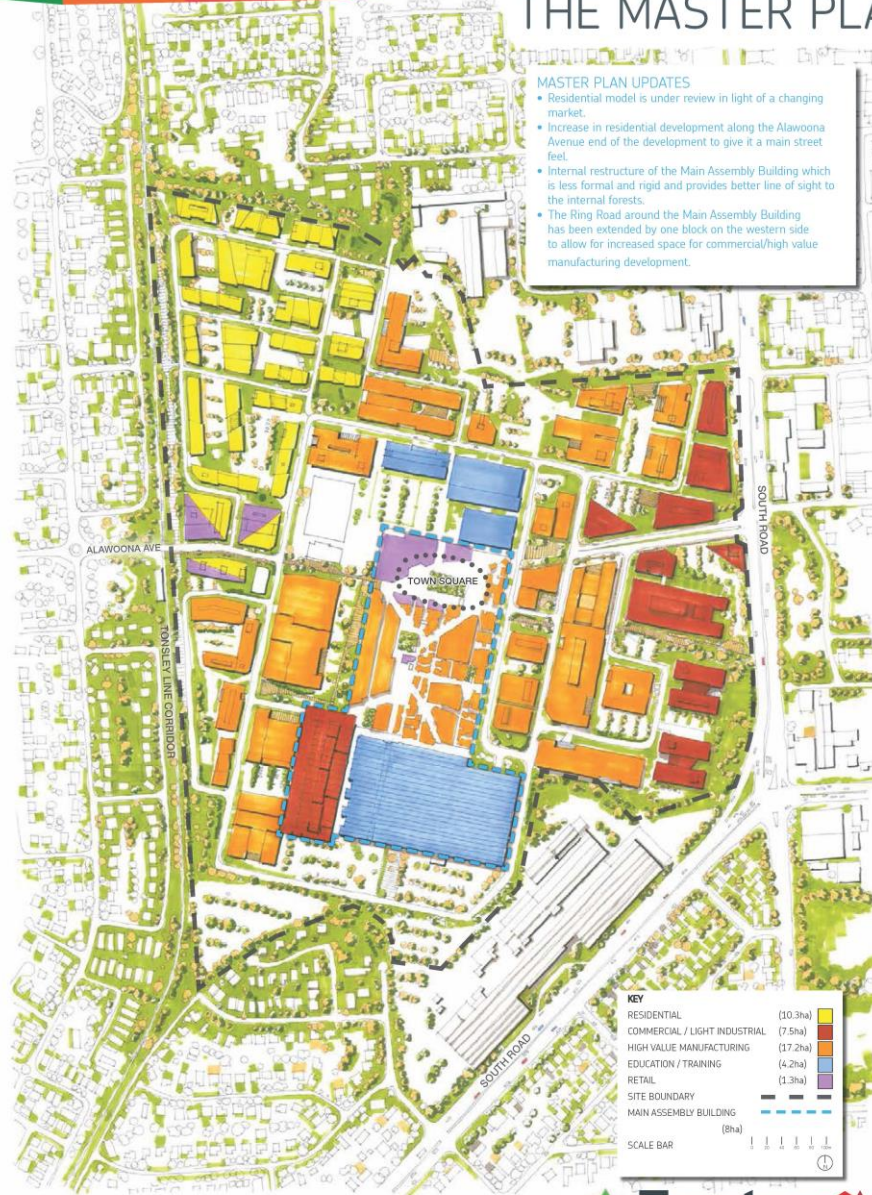 THE MASTER PLA
MASTER PLAN UPDATES
• Residential model is under review in light of a changing
market.
• Increase in residential development along the Alawoona
Avenue end of the development to give it a main street
feel.
• Internal restructure of the Main Assembly Building which
is less formal and rigid and provides better line of sight to
the internal forests.
• The Ring Road around the Main Assembly Building
has been extended by one block on the western side
to allow for increased space for commercial/high value
manufacturing development.
SOUTH ROAD
ALAWOONA AVE
TOWN SQUARE
TONSLEY LINE CORRIDOR
SOUTH ROAD
KEY
RESIDENTIAL (10.3ha)
COMMERCIAL / LIGHT INDUSTRIAL (7.5ha)
HIGH VALUE MANUFACTURING (17.2ha)
EDUCATION / TRAINING (4.2ha)
RETAIL (1.3ha)
SITE BOUNDARY
MAIN ASSEMBLY BUILDING
(8ha)
SCALE BAR